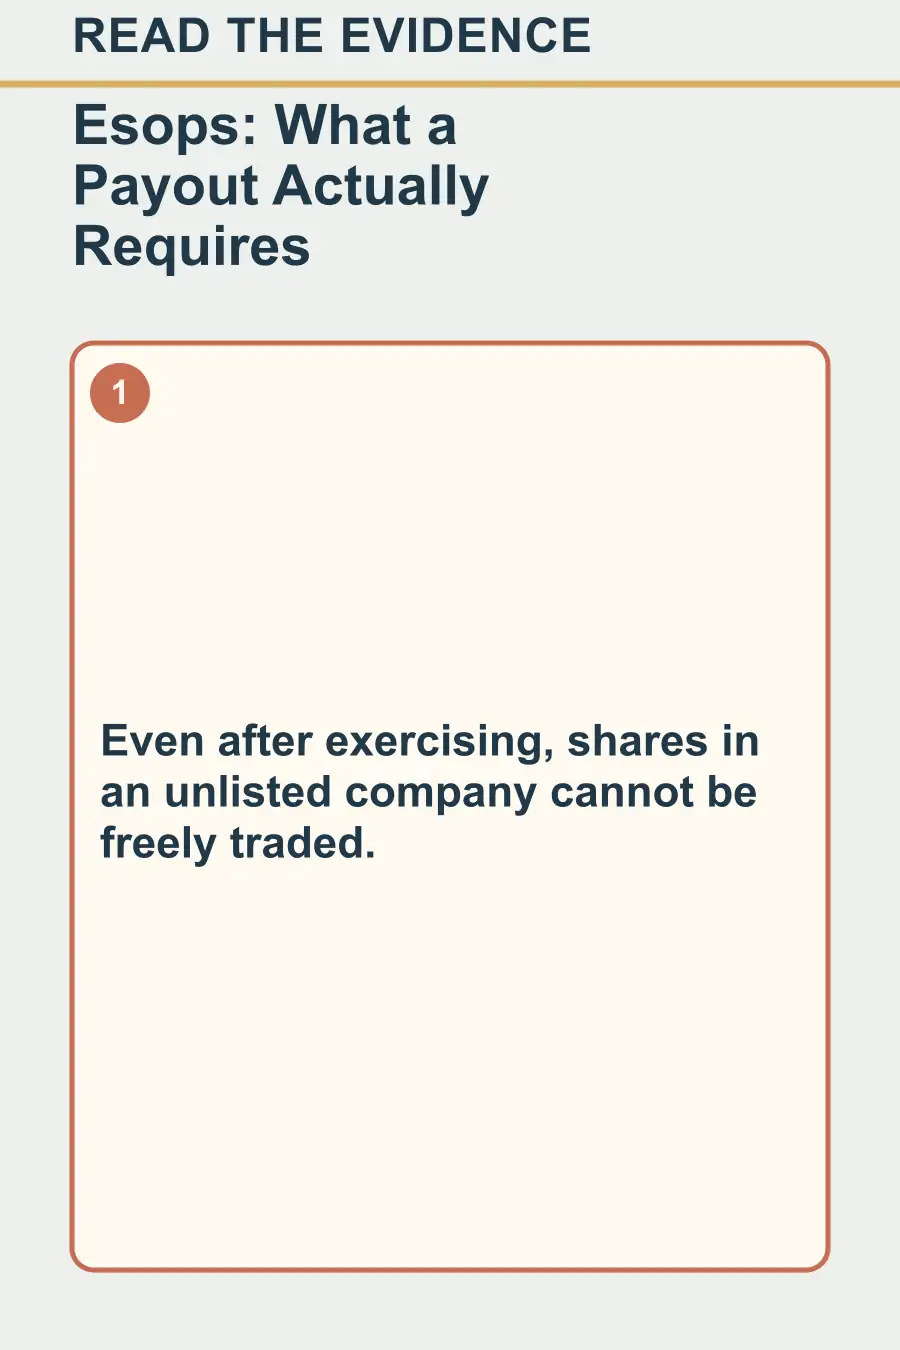 READ THE EVIDENCE
Esops: What a
Payout Actually
Requires
1
Even after exercising, shares in
an unlisted company cannot be
freely traded.